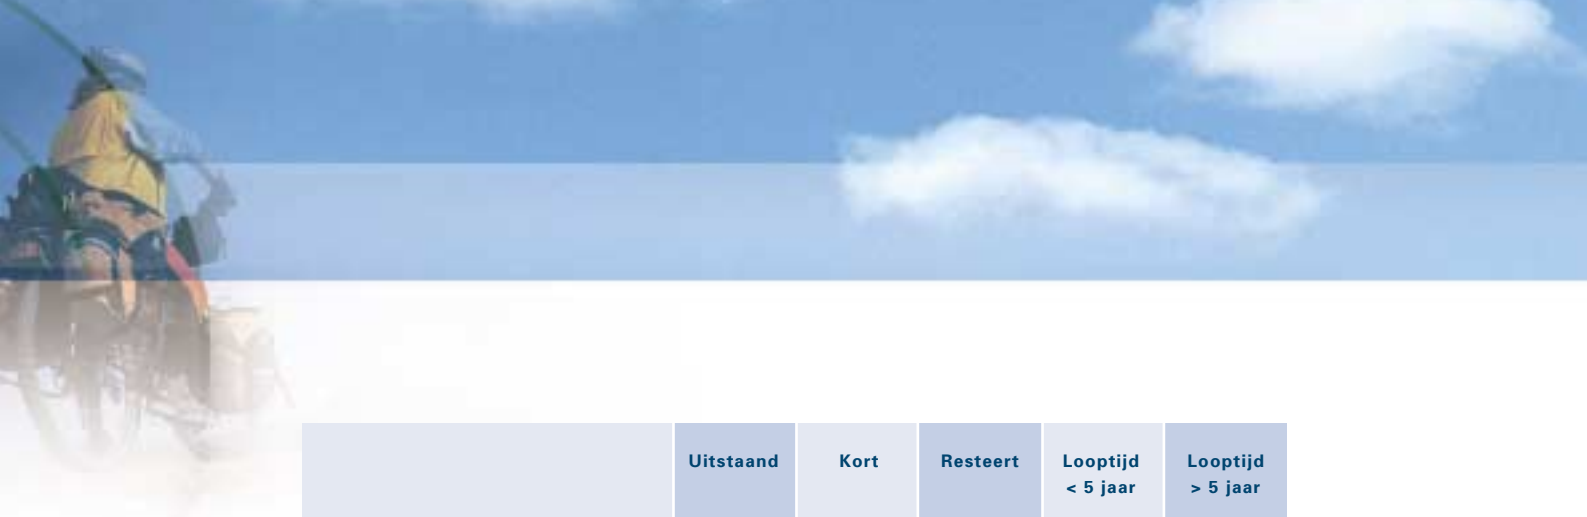 Uitstaand Kort Resteert Looptijd Looptijd
< 5 jaar > 5 jaar